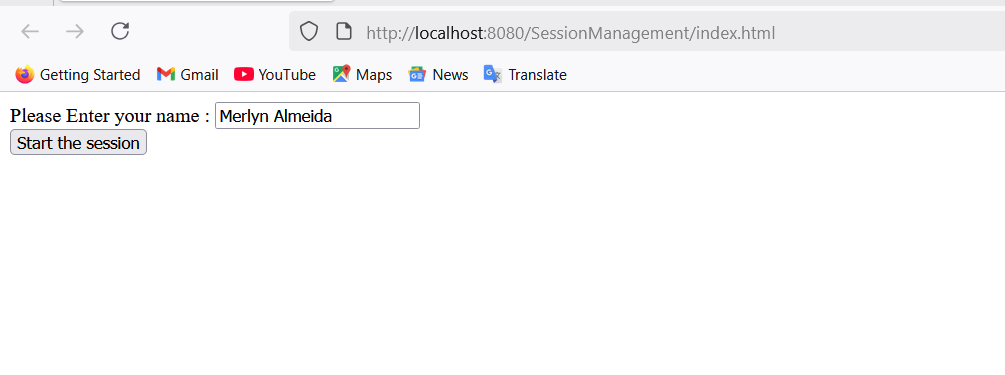 http://localhost:8080/SessionManagement/index.html
Getting Started Gmail YouTube Maps News Translate
Please Enter your name : Merlyn Almeida
Start the session